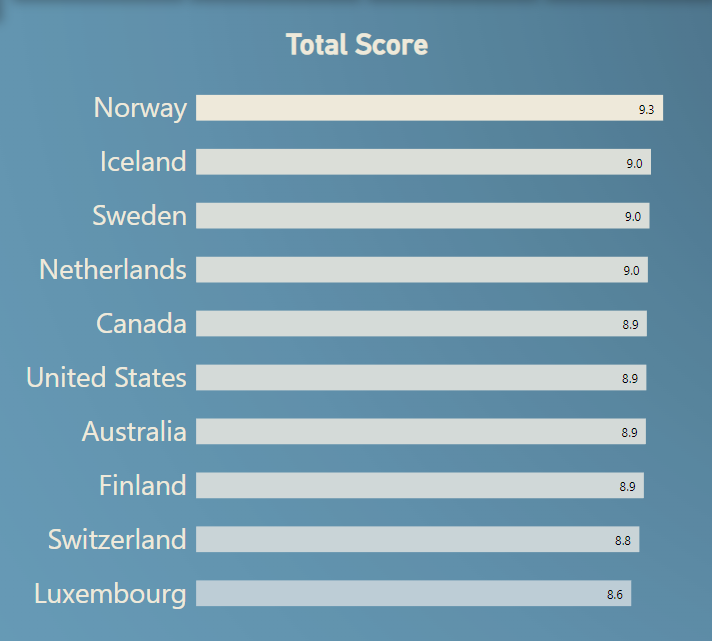 Total Score
Norway 9.3
Iceland 9.0
Sweden 9.0
Netherlands 9.0
Canada 8.9
United States 8.9
Australia 8.9
Finland 8.9
Switzerland 8.8
Luxembourg 8.6